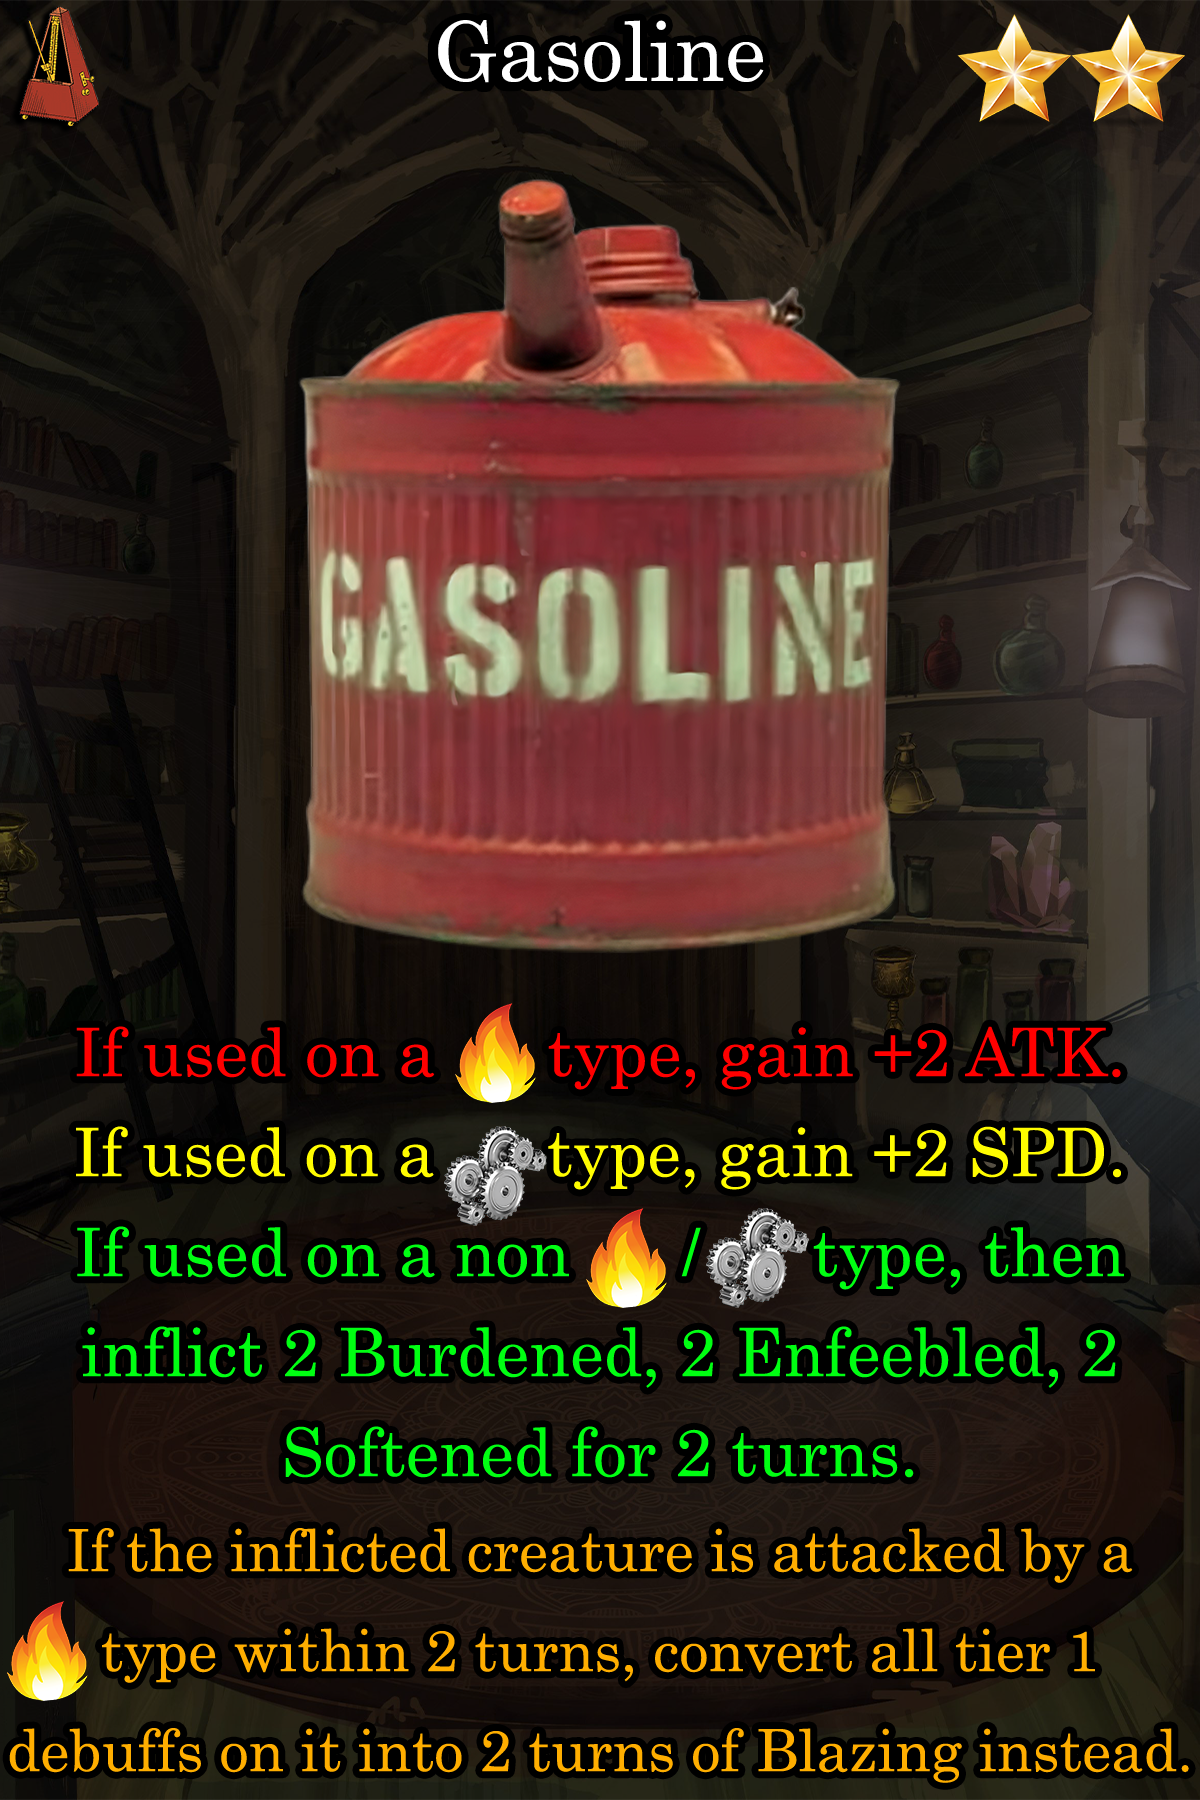 Gasoline
GASOLINE
If used on a 🔥 type, gain +2 ATK.
If used on a ⚙️ type, gain +2 SPD.
If used on a non 🔥/⚙️ type, then
inflict 2 Burdened, 2 Enfeebled, 2
Softened for 2 turns.
If the inflicted creature is attacked by a
🔥 type within 2 turns, convert all tier 1
debuffs on it into 2 turns of Blazing instead.